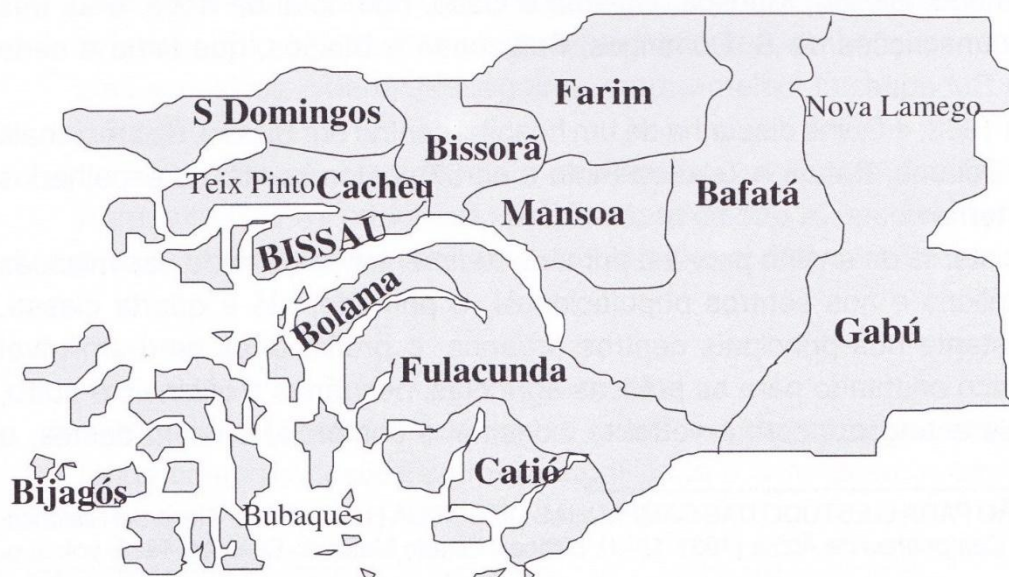 Farim
S Domingos
Nova Lamego
Bissorã
Teix Pinto Cacheu
Mansoa
Bafatá
BISSAU
Bolama
Gabú
Fulacunda
Catió
Bijagós
Bubaque